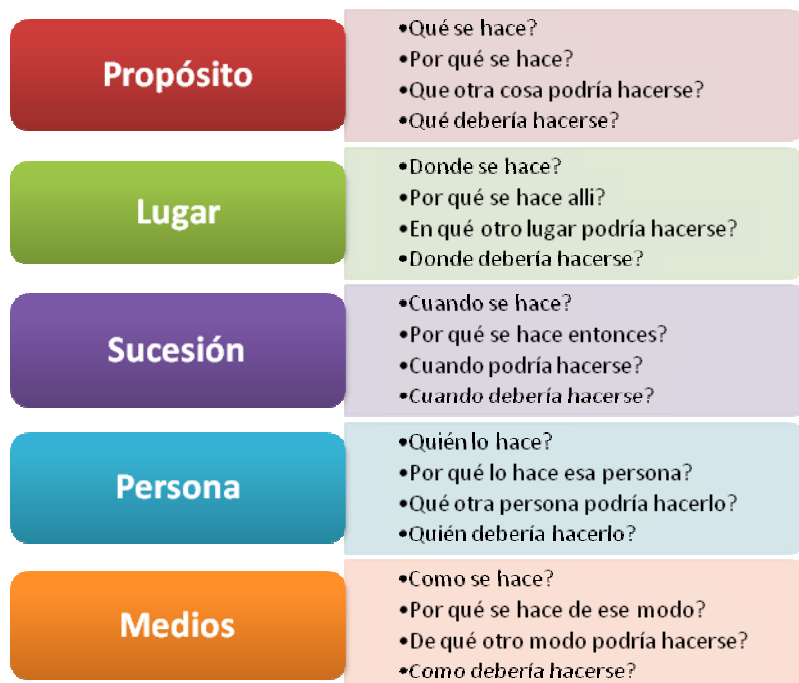 Propósito
•Qué se hace?
•Por qué se hace?
•Que otra cosa podría hacerse?
•Qué debería hacerse?
Lugar
•Donde se hace?
•Por qué se hace alli?
•En qué otro lugar podría hacerse?
•Donde debería hacerse?
Sucesión
•Cuando se hace?
•Por qué se hace entonces?
•Cuando podría hacerse?
•Cuando debería hacerse?
Persona
•Quién lo hace?
•Por qué lo hace esa persona?
•Qué otra persona podría hacerlo?
•Quién debería hacerlo?
Medios
•Como se hace?
•Por qué se hace de ese modo?
•De qué otro modo podría hacerse?
•Como debería hacerse?